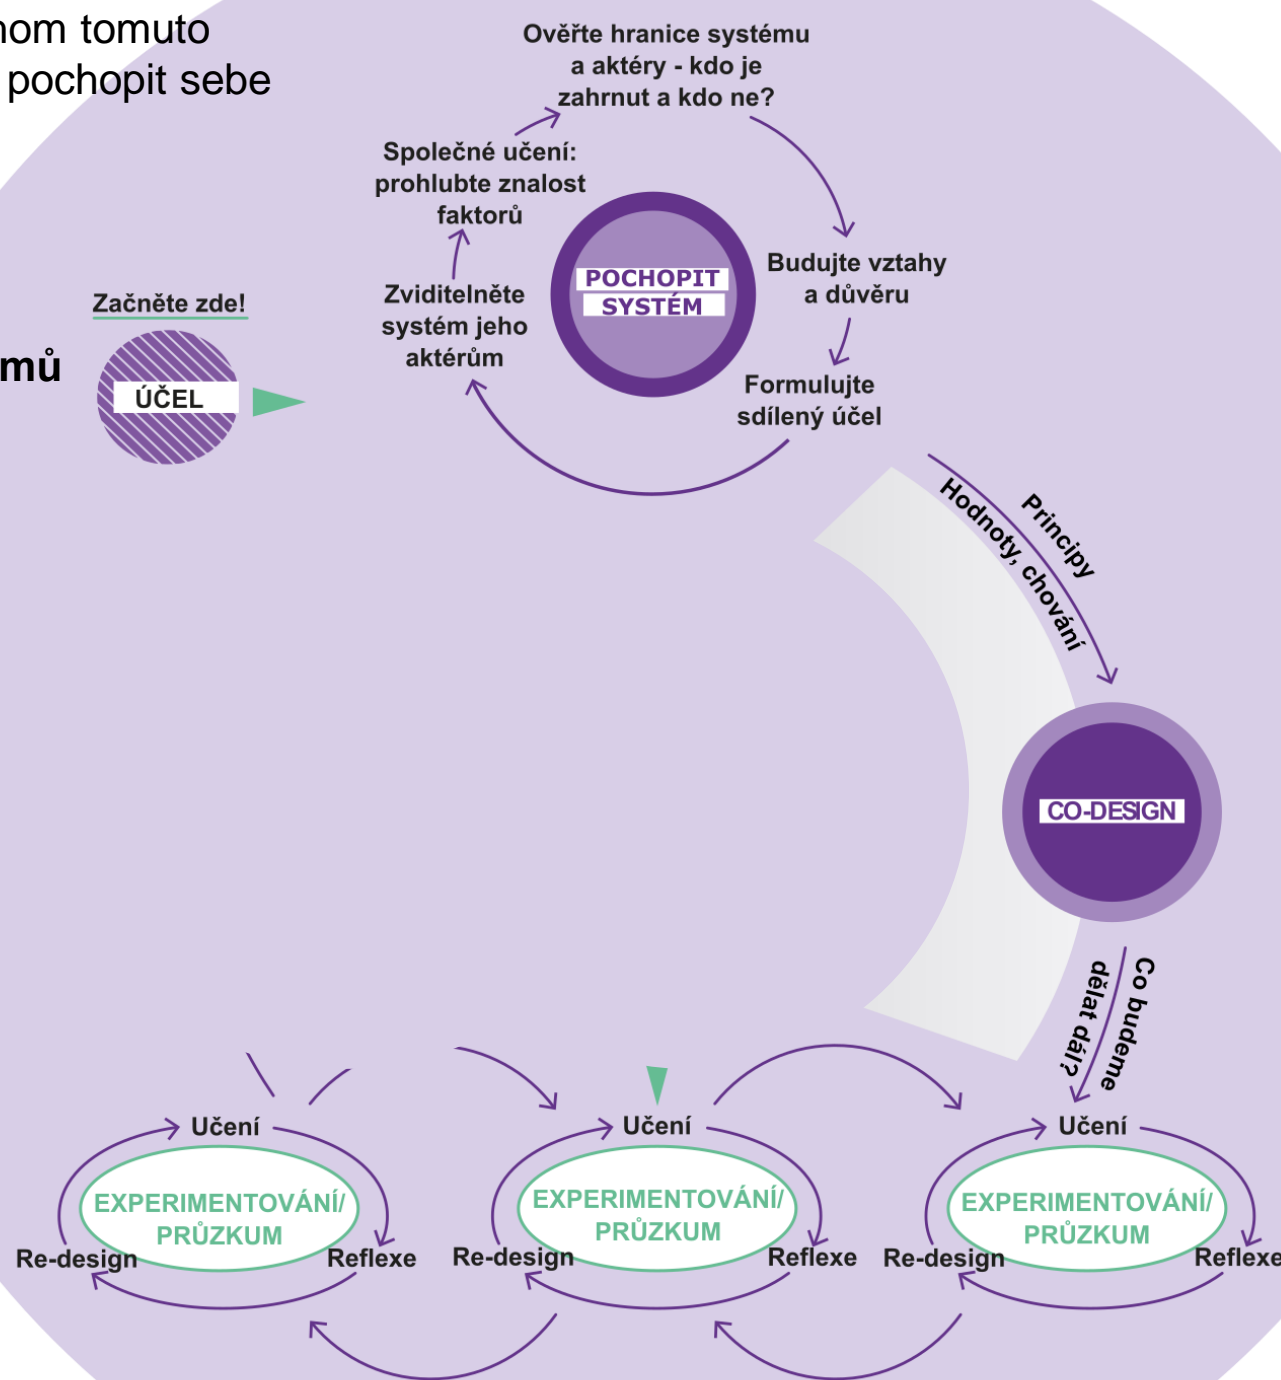 tomuto
pochopit sebe
mů
Ověřte hranice systému
a aktéry - kdo je
zahrnut a kdo ne?
Společné učení:
prohlubte znalost
faktorů
Zviditelněte
systém jeho
aktérům
POCHOPIT
SYSTÉM
Budujte vztahy
a důvěru
Formulujte
sdílený účel
Začněte zde!
ÚČEL
Principy
Hodnoty, chování
CO-DESIGN
Co budeme
dělat dál?
Učení
EXPERIMENTOVÁNÍ/
PRŮZKUM
Re-design
Reflexe
Učení
EXPERIMENTOVÁNÍ/
PRŮZKUM
Re-design
Reflexe
Učení
EXPERIMENTOVÁNÍ/
PRŮZKUM
Re-design
Reflexe